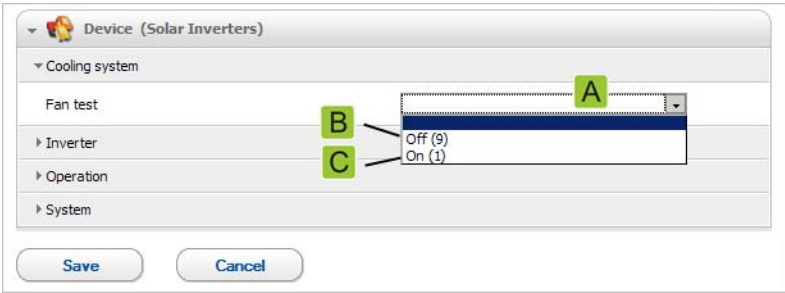 Device (Solar Inverters)
Cooling system
Fan test
A
B
Off (9)
C
On (1)
Inverter
Operation
System
Save
Cancel